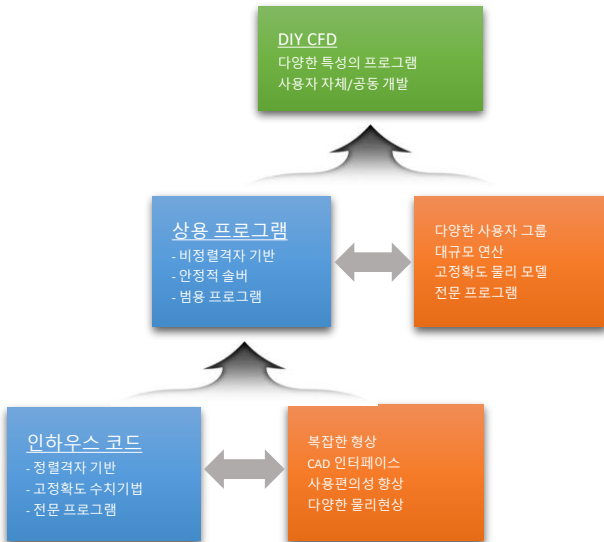 DIY CFD
다양한 특성의 프로그램
사용자 자체/공동 개발
상용 프로그램
- 비정렬격자 기반
- 안정적 솔버
- 범용 프로그램
다양한 사용자 그룹
대규모 연산
고정확도 물리 모델
전문 프로그램
인하우스 코드
- 정렬격자 기반
- 고정확도 수치기법
- 전문 프로그램
복잡한 형상
CAD 인터페이스
사용편의성 향상
다양한 물리현상